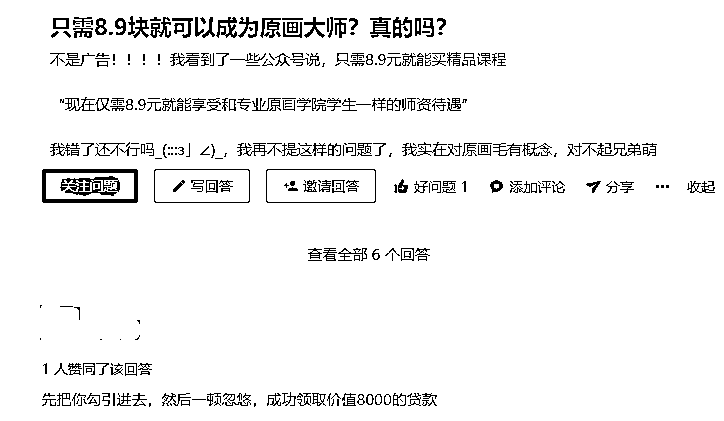 只需8.9块就可以成为原画大师？真的吗？
不是广告！！！！我看到了一些公众号说，只需8.9元就能买精品课程
“现在仅需8.9元就能享受和专业原画学院学生一样的师资待遇”
我错了还不行吗_(:::з」∠)_，我再不提这样的问题了，我实在对原画毛有概念，对不起兄弟萌
关注问题 写回答 邀请回答 好问题 1 添加评论 分享 ··· 收起
查看全部 6 个回答
1 人赞同了该回答
先把你勾引进去，然后一顿忽悠，成功领取价值8000的贷款